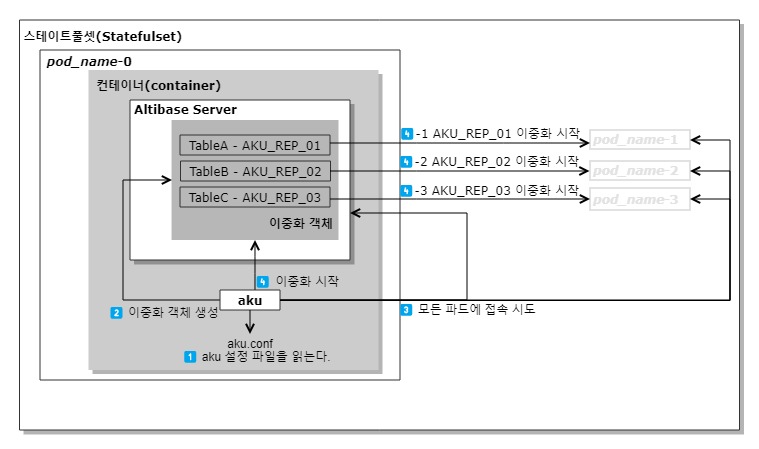 스테이트풀셋(Statefulset)
pod_name-0
컨테이너(container)
Altibase Server
TableA - AKU_REP_01
TableB - AKU_REP_02
TableC - AKU_REP_03
이중화 객체
4 -1 AKU_REP_01 이중화 시작
pod_name-1
4 -2 AKU_REP_02 이중화 시작
pod_name-2
4 -3 AKU_REP_03 이중화 시작
pod_name-3
4 이중화 시작
aku
2 이중화 객체 생성
3 모든 파드에 접속 시도
aku.conf
1 aku 설정 파일을 읽는다.